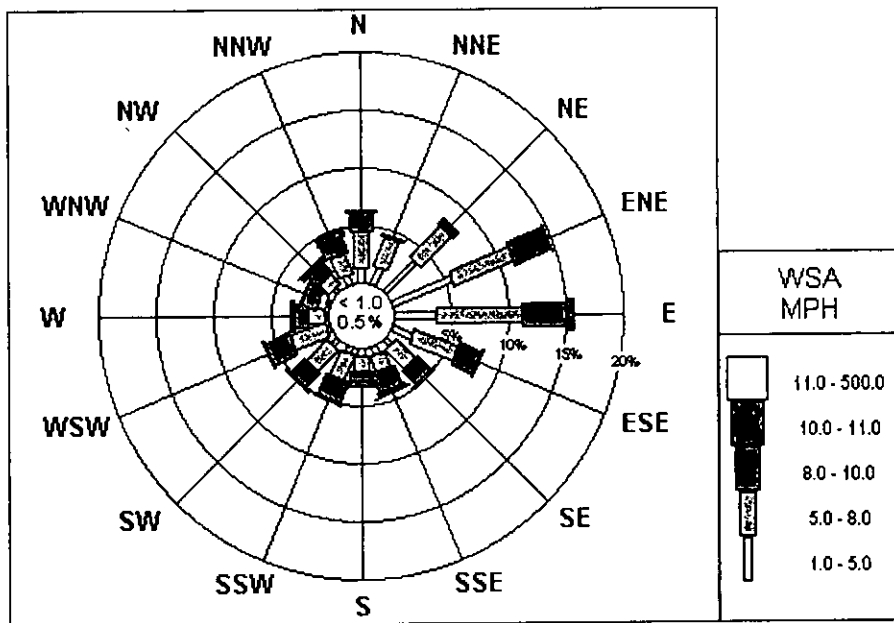 N
NNW
NNE
NW
NE
WNW
ENE
W
< 1.0
0.5%
E
5%
10%
15%
20%
WSW
ESE
SW
SE
SSW
SSE
S
WSA
MPH
11.0 - 500.0
10.0 - 11.0
8.0 - 10.0
5.0 - 8.0
1.0 - 5.0